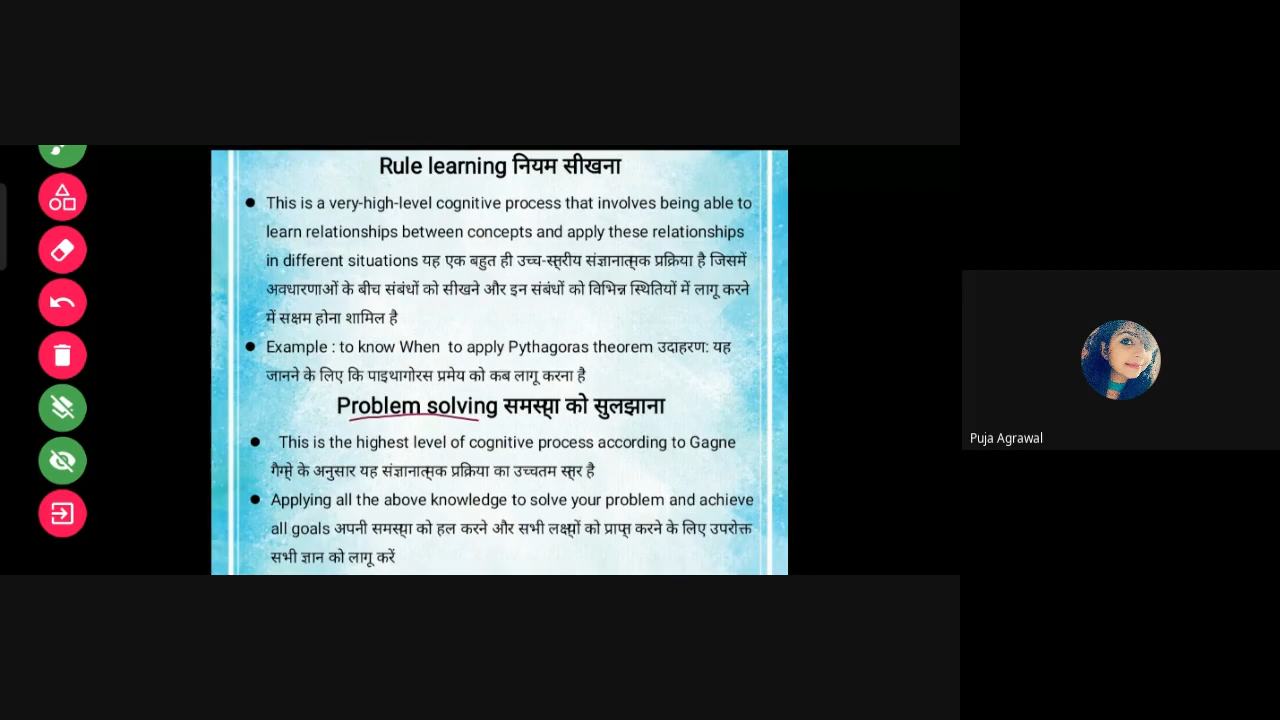 Rule learning नियम सीखना
● This is a very-high-level cognitive process that involves being able to
learn relationships between concepts and apply these relationships
in different situations यह एक बहुत ही उच्च-स्तरीय संज्ञानात्मक प्रक्रिया है जिसमें
अवधारणाओं के बीच संबंधों को सीखने और इन संबंधों को विभिन्न स्थितियों में लागू करने
में सक्षम होना शामिल है
● Example : to know When to apply Pythagoras theorem उदाहरण: यह
जानने के लिए कि पाइथागोरस प्रमेय को कब लागू करना है
Problem solving समस्या को सुलझाना
● This is the highest level of cognitive process according to Gagne
गैग्ने के अनुसार यह संज्ञानात्मक प्रक्रिया का उच्चतम स्तर है
● Applying all the above knowledge to solve your problem and achieve
all goals अपनी समस्या को हल करने और सभी लक्ष्यों को प्राप्त करने के लिए उपरोक्त
सभी ज्ञान को लागू करें
Puja Agrawal